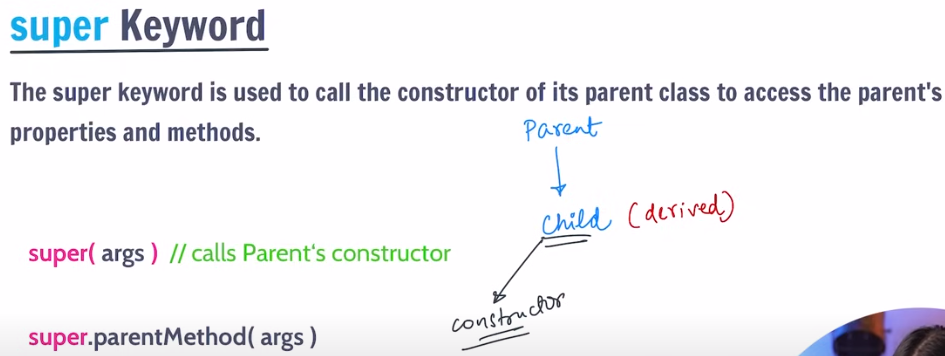 super Keyword
The super keyword is used to call the constructor of its parent class to access the parent's
properties and methods.
Parent
Child (derived)
super( args ) // calls Parent's constructor
constructor
super.parentMethod( args )